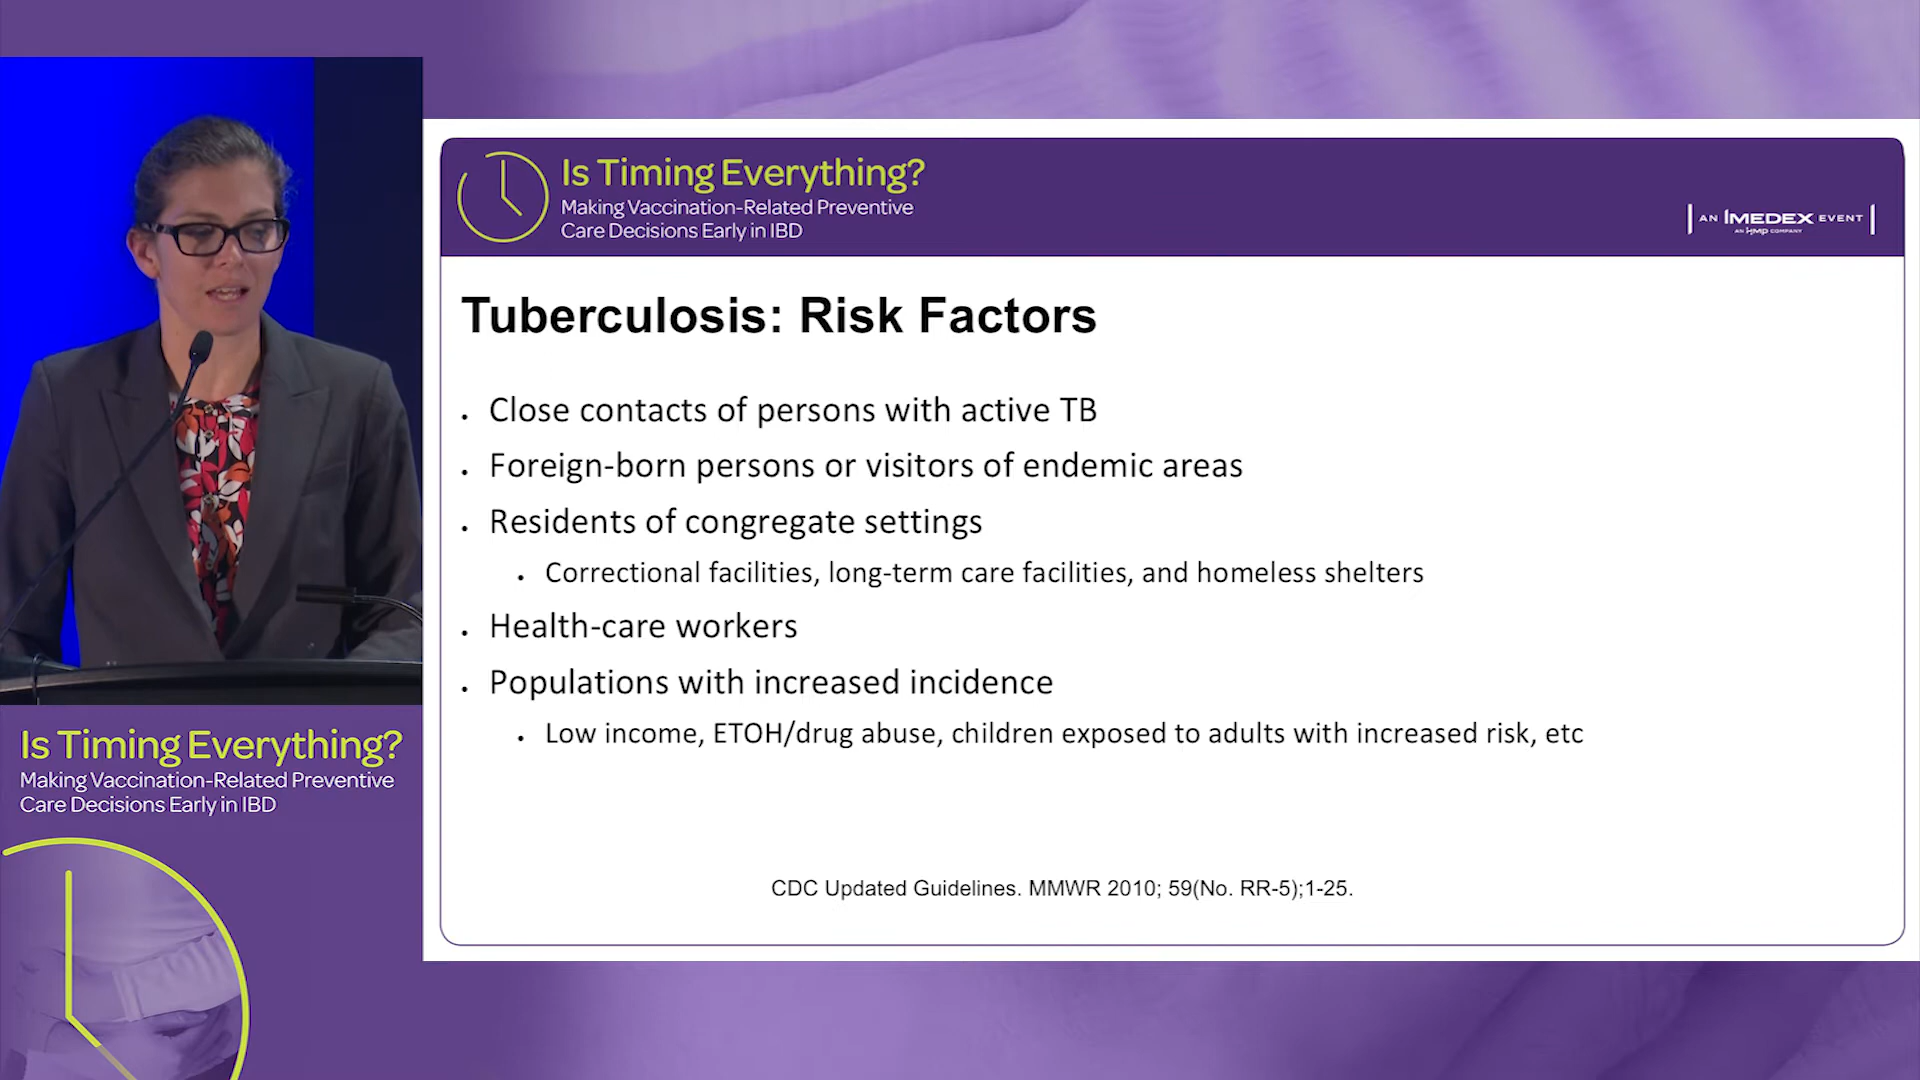 Is Timing Everything?
Making Vaccination-Related Preventive
Care Decisions Early in IBD
AN IMEDEX EVENT
AN HMP COMPANY
Tuberculosis: Risk Factors
• Close contacts of persons with active TB
• Foreign-born persons or visitors of endemic areas
• Residents of congregate settings
• Correctional facilities, long-term care facilities, and homeless shelters
• Health-care workers
• Populations with increased incidence
• Low income, ETOH/drug abuse, children exposed to adults with increased risk, etc
CDC Updated Guidelines. MMWR 2010; 59(No. RR-5);1-25.
Is Timing Everything?
Making Vaccination-Related Preventive
Care Decisions Early in IBD